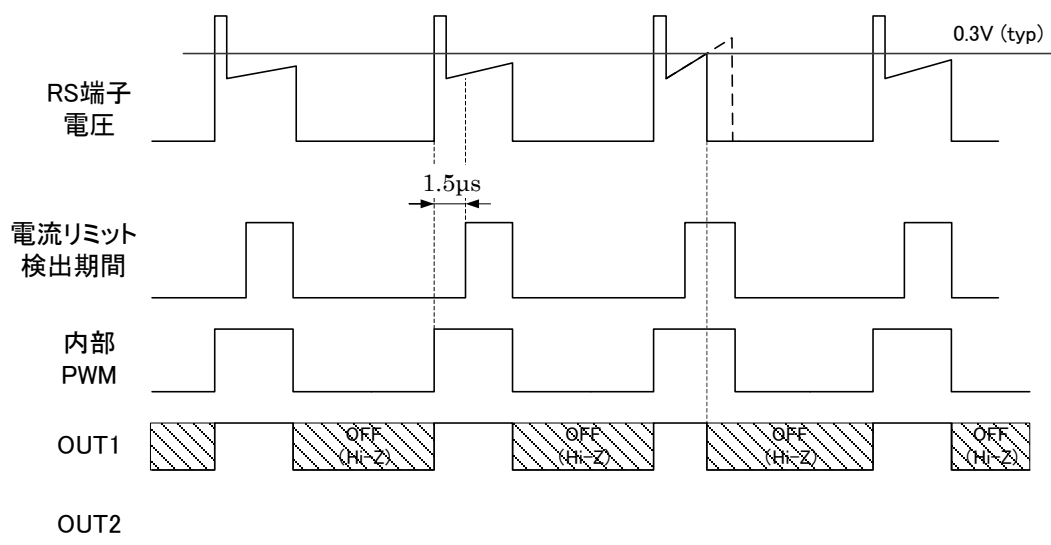 0.3V (typ)
RS端子
電圧
1.5μs
電流リミット
検出期間
内部
PWM
OUT1
OFF
(Hi-Z)
OFF
(Hi-Z)
OFF
(Hi-Z)
OFF
(Hi-Z)
OUT2